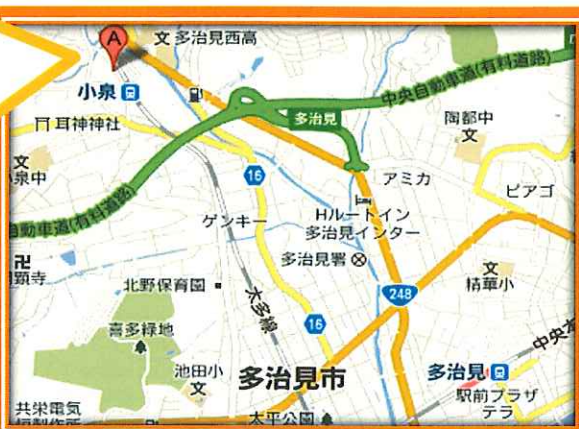 A
文 多治見西高
中央自動車道(有料道路)
小泉
多治見
陶都中
文
耳神神社
文
小泉中
16
アミカ
ピアゴ
自動車道(有料道路)
ゲンキー
Hルートイン
多治見インター
多治見署
文
精華小
北野保育園
248
太多線
16
喜多緑地
池田小
文
多治見市
多治見
中央本
駅前プラザ
テラ
共栄電気
太平公園